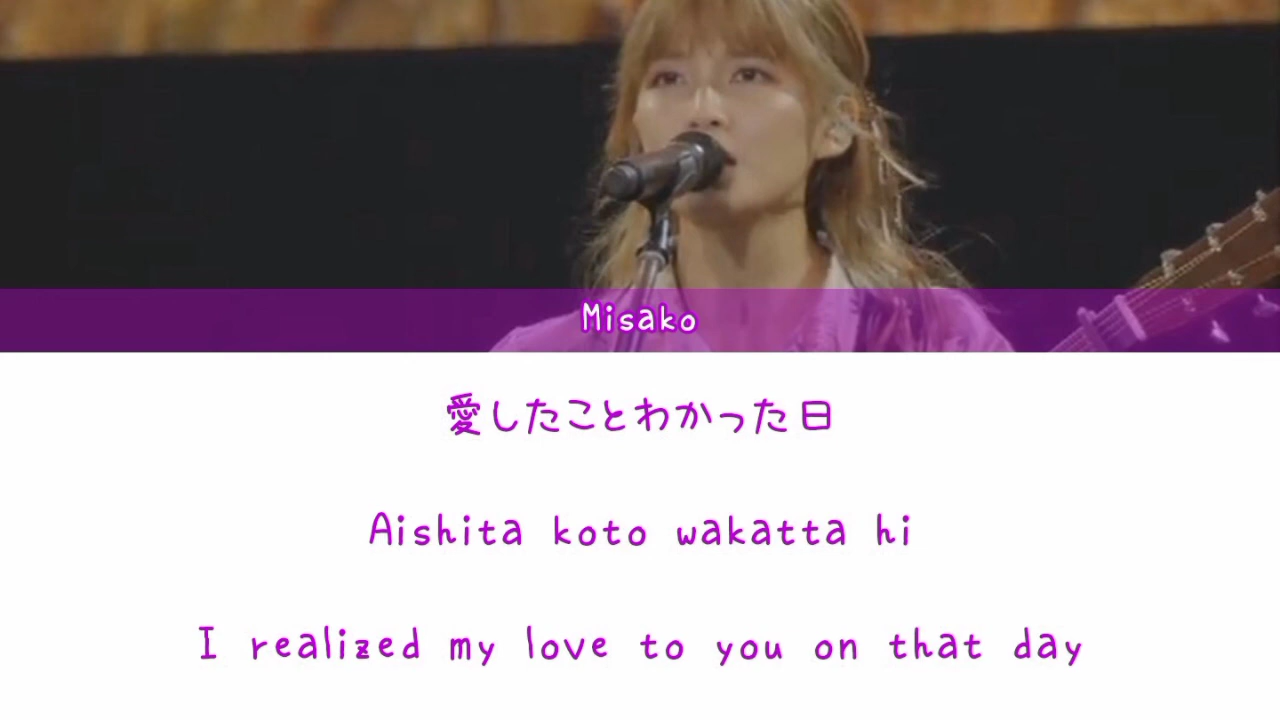 Misako
愛したことわかった日
Aishita koto wakatta hi
I realized my love to you on that day